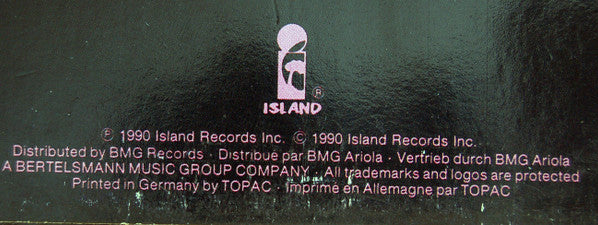 ISLAND ®
℗ 1990 Island Records Inc. © 1990 Island Records Inc.
Distributed by BMG Records · Distribue par BMG Ariola · Vertrieb durch BMG Ariola
A BERTELSMANN MUSIC GROUP COMPANY · All trademarks and logos are protected
Printed in Germany by TOPAC · Imprimé en Allemagne par TOPAC